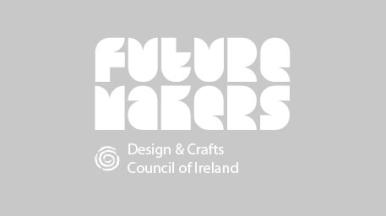 FUTURE
MAKERS
Design & Crafts
Council of Ireland